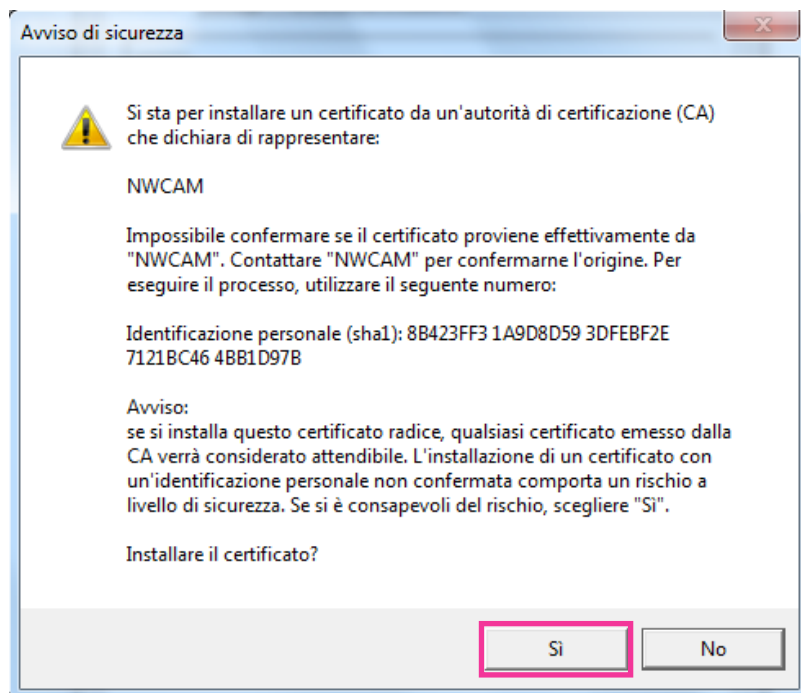 Avviso di sicurezza
Si sta per installare un certificato da un'autorità di certificazione (CA)
che dichiara di rappresentare:
NWCAM
Impossibile confermare se il certificato proviene effettivamente da
"NWCAM". Contattare "NWCAM" per confermarne l'origine. Per
eseguire il processo, utilizzare il seguente numero:
Identificazione personale (sha1): 8B423FF3 1A9D8D59 3DFEBF2E
7121BC46 4BB1D97B
Avviso:
se si installa questo certificato radice, qualsiasi certificato emesso dalla
CA verrà considerato attendibile. L'installazione di un certificato con
un'identificazione personale non confermata comporta un rischio a
livello di sicurezza. Se si è consapevoli del rischio, scegliere "Sì".
Installare il certificato?
Sì
No